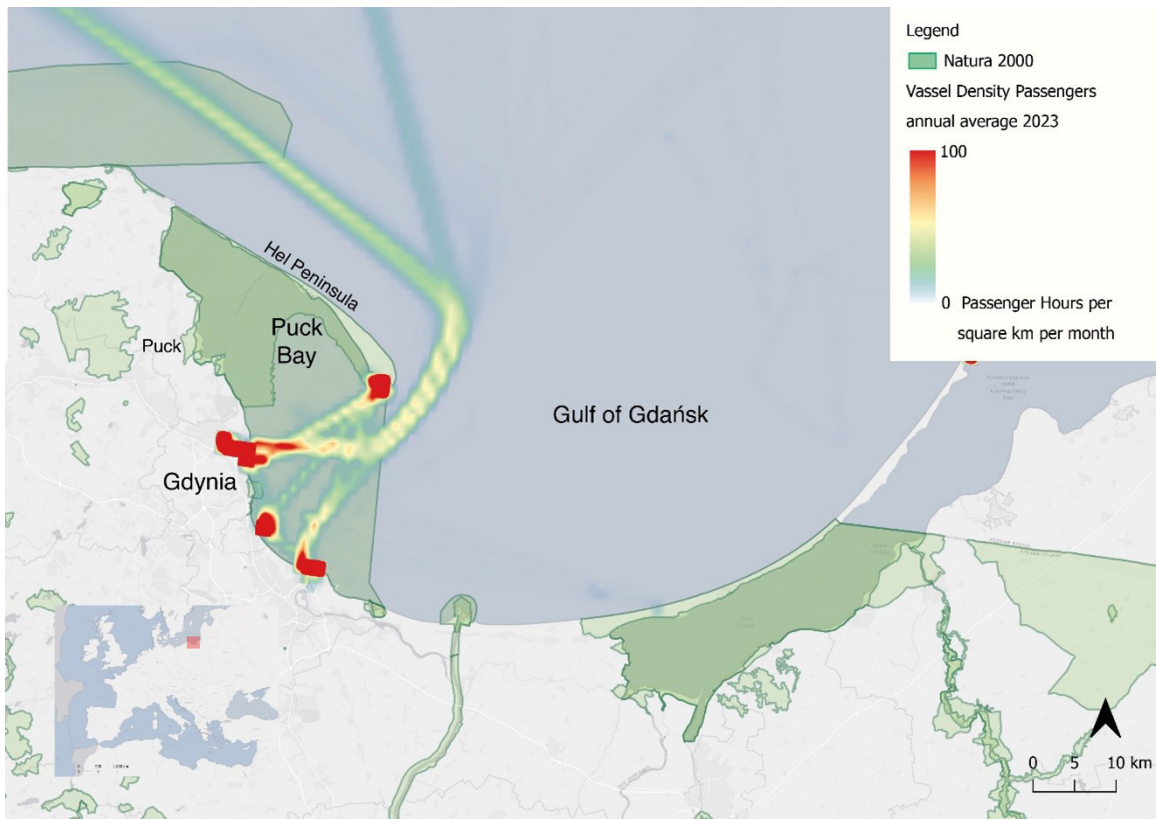 Legend
Natura 2000
Vassel Density Passengers
annual average 2023
100
0 Passenger Hours per
square km per month
Hel Peninsula
Puck
Bay
Puck
Gulf of Gdańsk
Gdynia
0 5 10 km